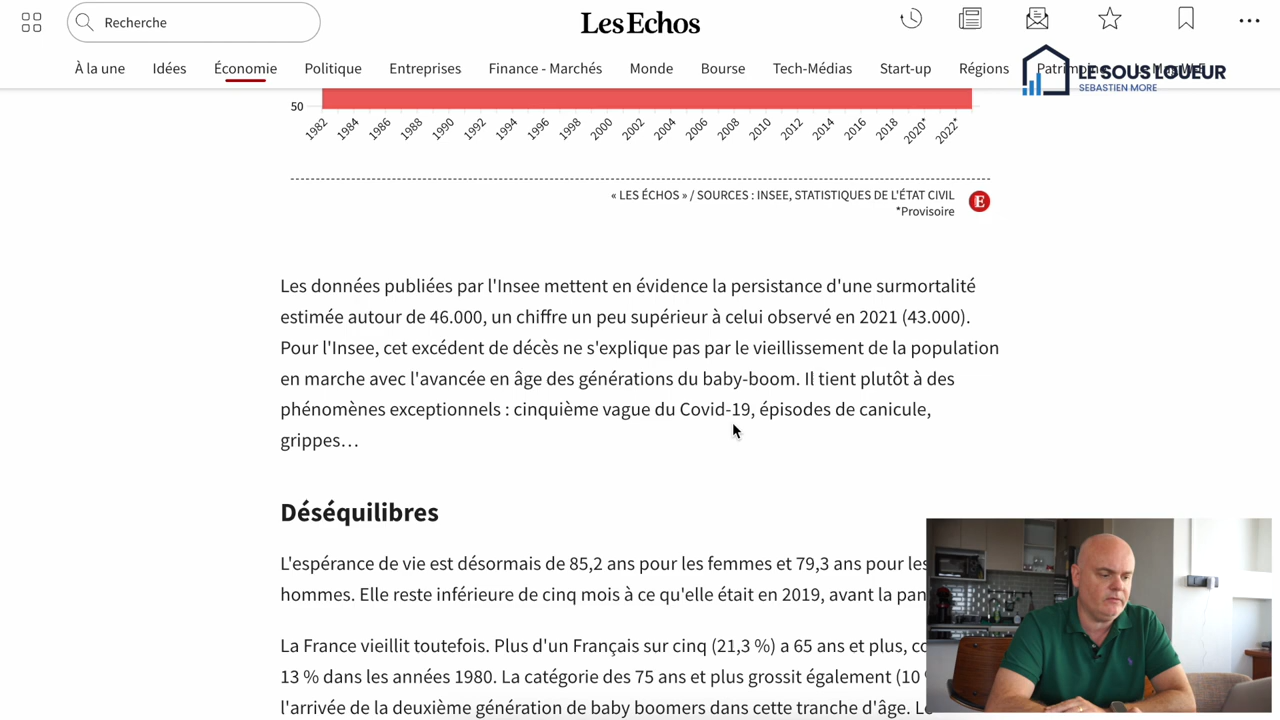 Recherche
Les Echos
À la une Idées Économie Politique Entreprises Finance - Marchés Monde Bourse Tech-Médias Start-up Régions
LE SOUS LOUEUR
SEBASTIEN MORE
50
1982 1984 1986 1988 1990 1992 1994 1996 1998 2000 2002 2004 2006 2008 2010 2012 2014 2016 2018 2020* 2022*
« LES ÉCHOS » / SOURCES : INSEE, STATISTIQUES DE L'ÉTAT CIVIL
*Provisoire
E
Les données publiées par l'Insee mettent en évidence la persistance d'une surmortalité
estimée autour de 46.000, un chiffre un peu supérieur à celui observé en 2021 (43.000).
Pour l'Insee, cet excédent de décès ne s'explique pas par le vieillissement de la population
en marche avec l'avancée en âge des générations du baby-boom. Il tient plutôt à des
phénomènes exceptionnels : cinquième vague du Covid-19, épisodes de canicule,
grippes…
Déséquilibres
L'espérance de vie est désormais de 85,2 ans pour les femmes et 79,3 ans pour les
hommes. Elle reste inférieure de cinq mois à ce qu'elle était en 2019, avant la
La France vieillit toutefois. Plus d'un Français sur cinq (21,3 %) a 65 ans et plus,
13 % dans les années 1980. La catégorie des 75 ans et plus grossit également (10
l'arrivée de la deuxième génération de baby boomers dans cette tranche d'âge.